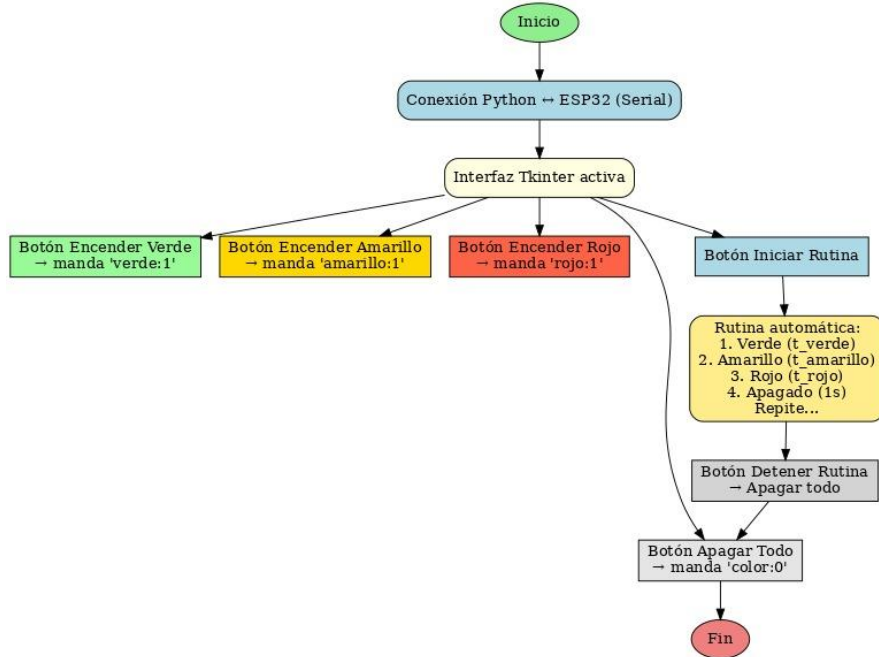 Inicio
Conexión Python ↔ ESP32 (Serial)
Interfaz Tkinter activa
Botón Encender Verde
→ manda 'verde:1'
Botón Encender Amarillo
→ manda 'amarillo:1'
Botón Encender Rojo
→ manda 'rojo:1'
Botón Iniciar Rutina
Rutina automática:
1. Verde (t_verde)
2. Amarillo (t_amarillo)
3. Rojo (t_rojo)
4. Apagado (1s)
Repite...
Botón Detener Rutina
→ Apagar todo
Botón Apagar Todo
→ manda 'color:0'
Fin